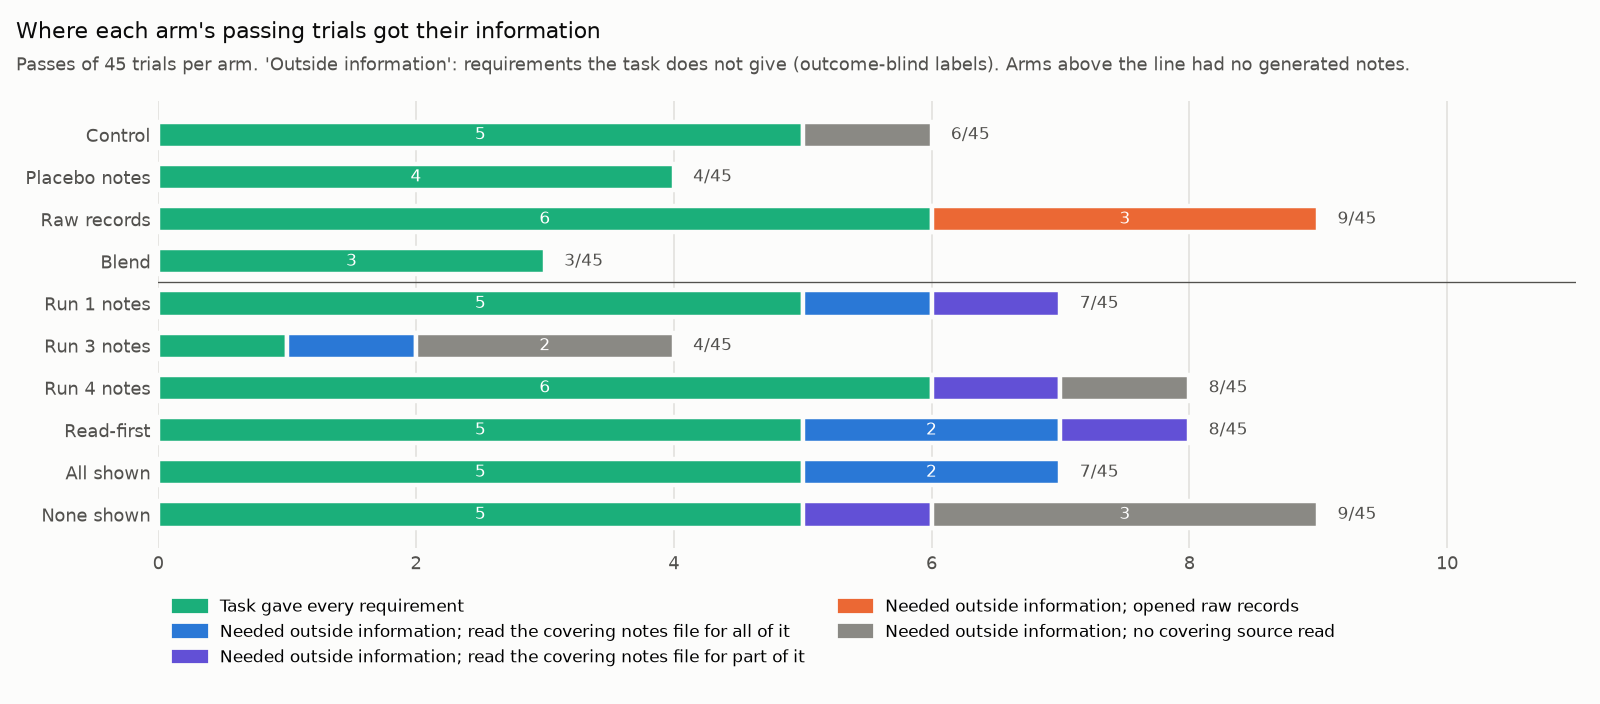 Where each arm's passing trials got their information
Passes of 45 trials per arm. 'Outside information': requirements the task does not give (outcome-blind labels). Arms above the line had no generated notes.
Control 5 6/45
Placebo notes 4 4/45
Raw records 6 3 9/45
Blend 3 3/45
Run 1 notes 5 7/45
Run 3 notes 2 4/45
Run 4 notes 6 8/45
Read-first 5 2 8/45
All shown 5 2 7/45
None shown 5 3 9/45
0 2 4 6 8 10
Task gave every requirement
Needed outside information; read the covering notes file for all of it
Needed outside information; read the covering notes file for part of it
Needed outside information; opened raw records
Needed outside information; no covering source read